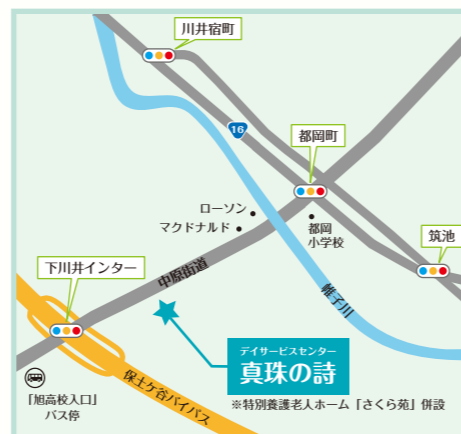 川井宿町
16
都岡町
ローソン
マクドナルド
都岡
小学校
筑池
下川井インター
中原街道
帷子川
デイサービスセンター
真珠の詩
保土ケ谷バイパス
※特別養護老人ホーム「さくら苑」併設
「旭高校入口」
バス停